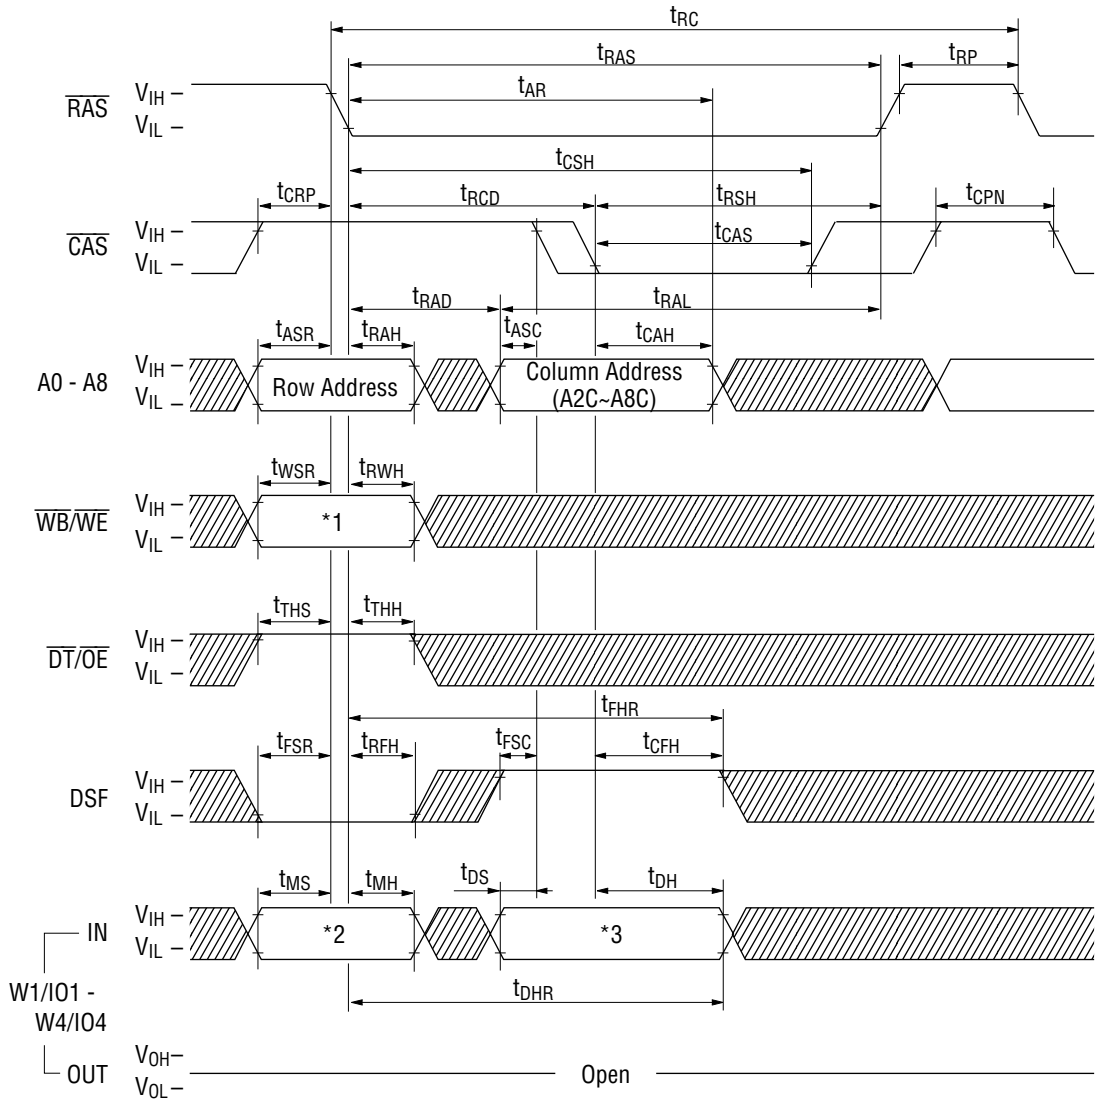 tRC
tRAS
tRP
RAS
VIH
VIL
tAR
tCSH
tCRP
tRCD
tRSH
tCPN
CAS
VIH
VIL
tCAS
tRAD
tRAL
tASR
tRAH
tASC
tCAH
A0 - A8
VIH
VIL
Row Address
Column Address
(A2C~A8C)
tWSR
tRWH
WB/WE
VIH
VIL
*1
tTHS
tTHH
DT/OE
VIH
VIL
tFHR
tFSR
tRFH
tFSC
tCFH
DSF
VIH
VIL
tMS
tMH
tDS
tDH
IN
VIH
VIL
*2
*3
W1/IO1 -
W4/IO4
tDHR
OUT
VOH
VOL
Open